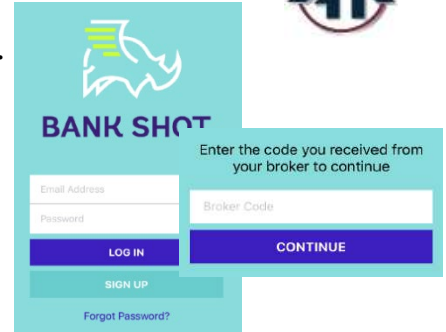 BANK SHOT
Email Address
Password
LOG IN
SIGN UP
Forgot Password?
Enter the code you received from
your broker to continue
Broker Code
CONTINUE